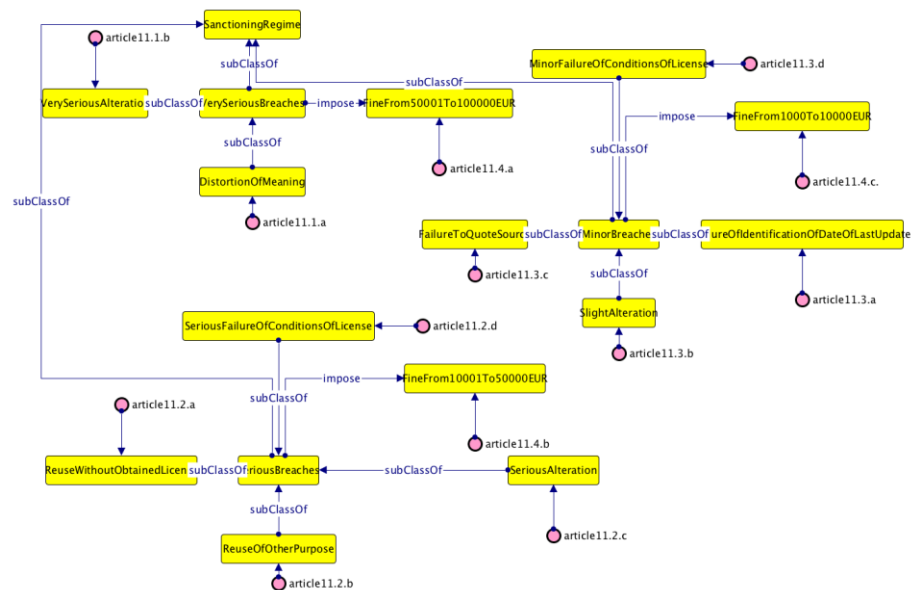 SanctioningRegime
article11.1.b
subClassOf
MinorFailureOfConditionsOfLicense
article11.3.d
subClassOf
VerySeriousAlteratio
subClassOf
VerySeriousBreaches
impose
FineFrom50001To100000EUR
impose
FineFrom1000To10000EUR
subClassOf
subClassOf
article11.4.a
DistortionOfMeaning
article11.4.c.
subClassOf
article11.1.a
FailureToQuoteSourc
subClassOf
MinorBreache
subClassOf
ureOfIdentificationOfDateOfLastUpdate
article11.3.c
subClassOf
article11.3.a
SlightAlteration
SeriousFailureOfConditionsOfLicense
article11.2.d
article11.3.b
impose
FineFrom10001To50000EUR
subClassOf
article11.2.a
article11.4.b
ReuseWithoutObtainedLicen
subClassOf
riousBreaches
subClassOf
SeriousAlteration
subClassOf
article11.2.c
ReuseOfOtherPurpose
article11.2.b